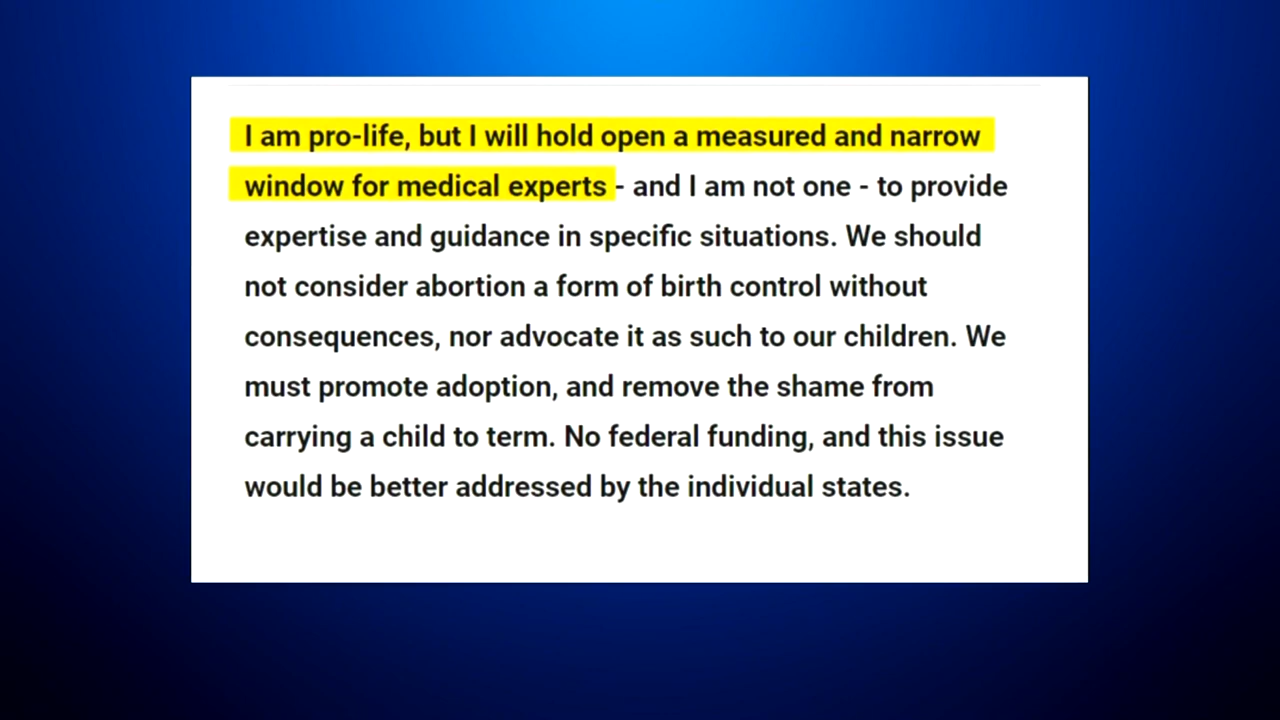 I am pro-life, but I will hold open a measured and narrow
window for medical experts - and I am not one - to provide
expertise and guidance in specific situations. We should
not consider abortion a form of birth control without
consequences, nor advocate it as such to our children. We
must promote adoption, and remove the shame from
carrying a child to term. No federal funding, and this issue
would be better addressed by the individual states.